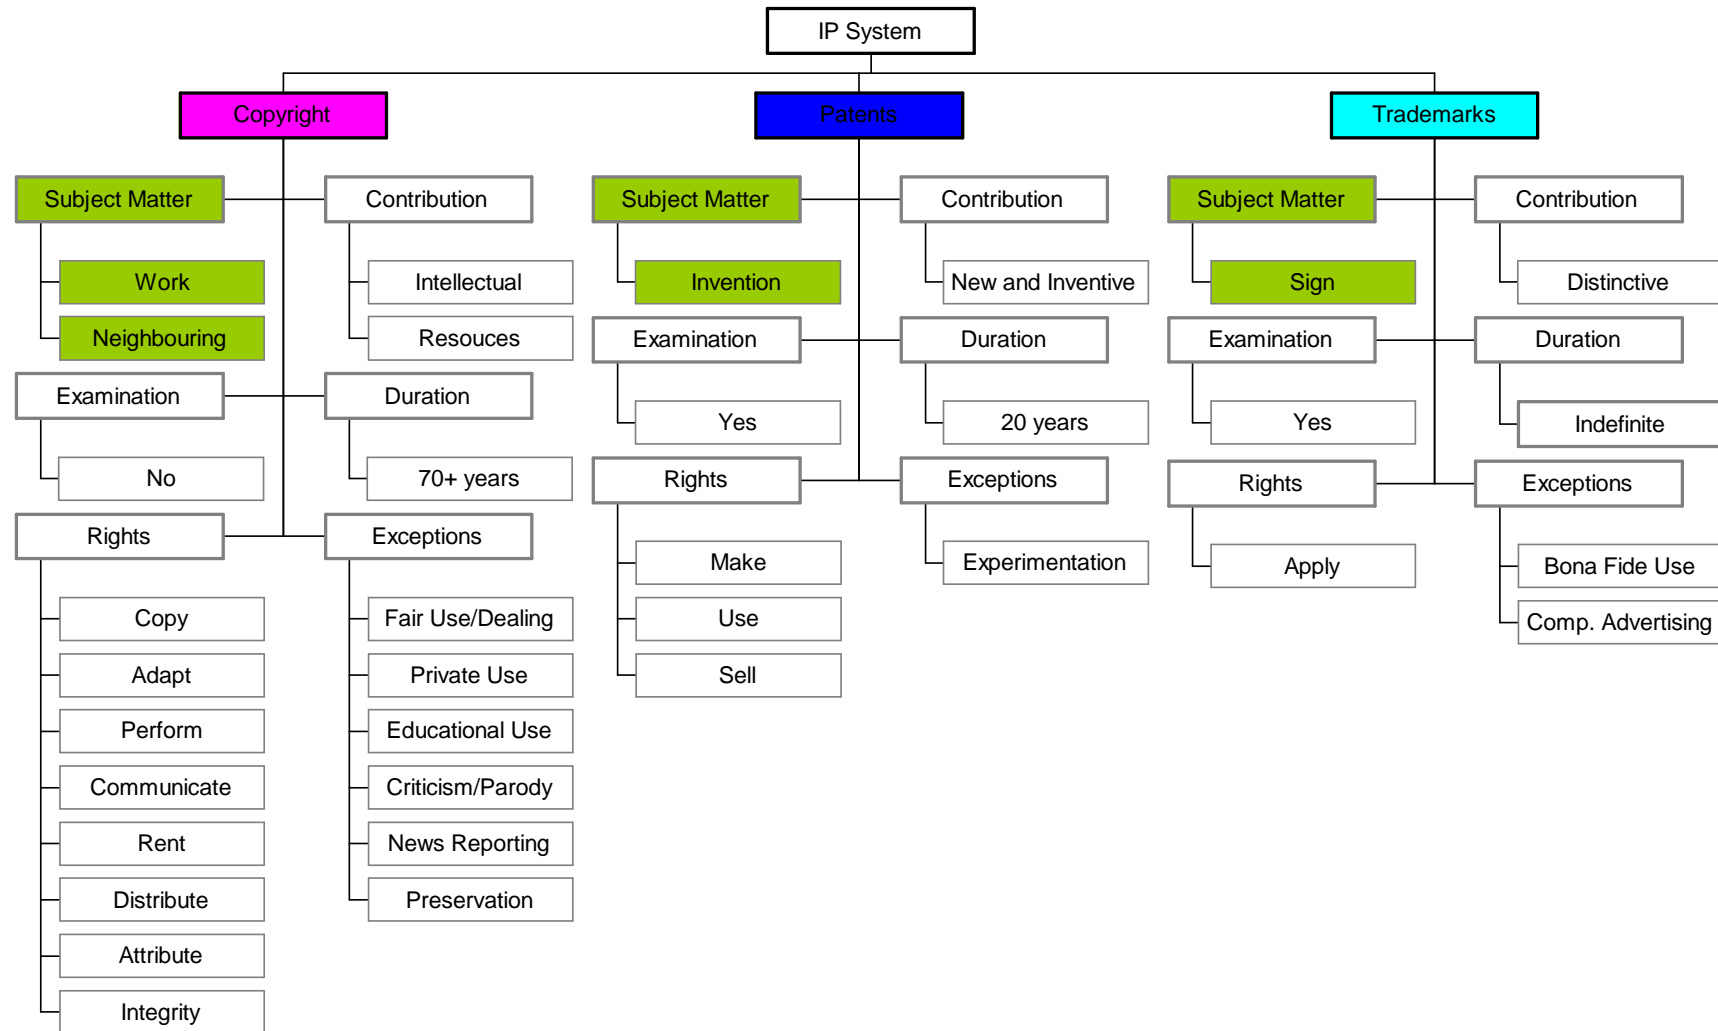 IP System
Copyright
Patents
Trademarks
Subject Matter
Contribution
Work
Neighbouring
Intellectual
Resouces
Examination
Duration
No
70+ years
Rights
Exceptions
Copy
Adapt
Perform
Communicate
Rent
Distribute
Attribute
Integrity
Fair Use/Dealing
Private Use
Educational Use
Criticism/Parody
News Reporting
Preservation
Subject Matter
Contribution
Invention
New and Inventive
Examination
Duration
Yes
20 years
Rights
Exceptions
Make
Use
Sell
Experimentation
Subject Matter
Contribution
Sign
Distinctive
Examination
Duration
Yes
Indefinite
Rights
Exceptions
Apply
Bona Fide Use
Comp. Advertising